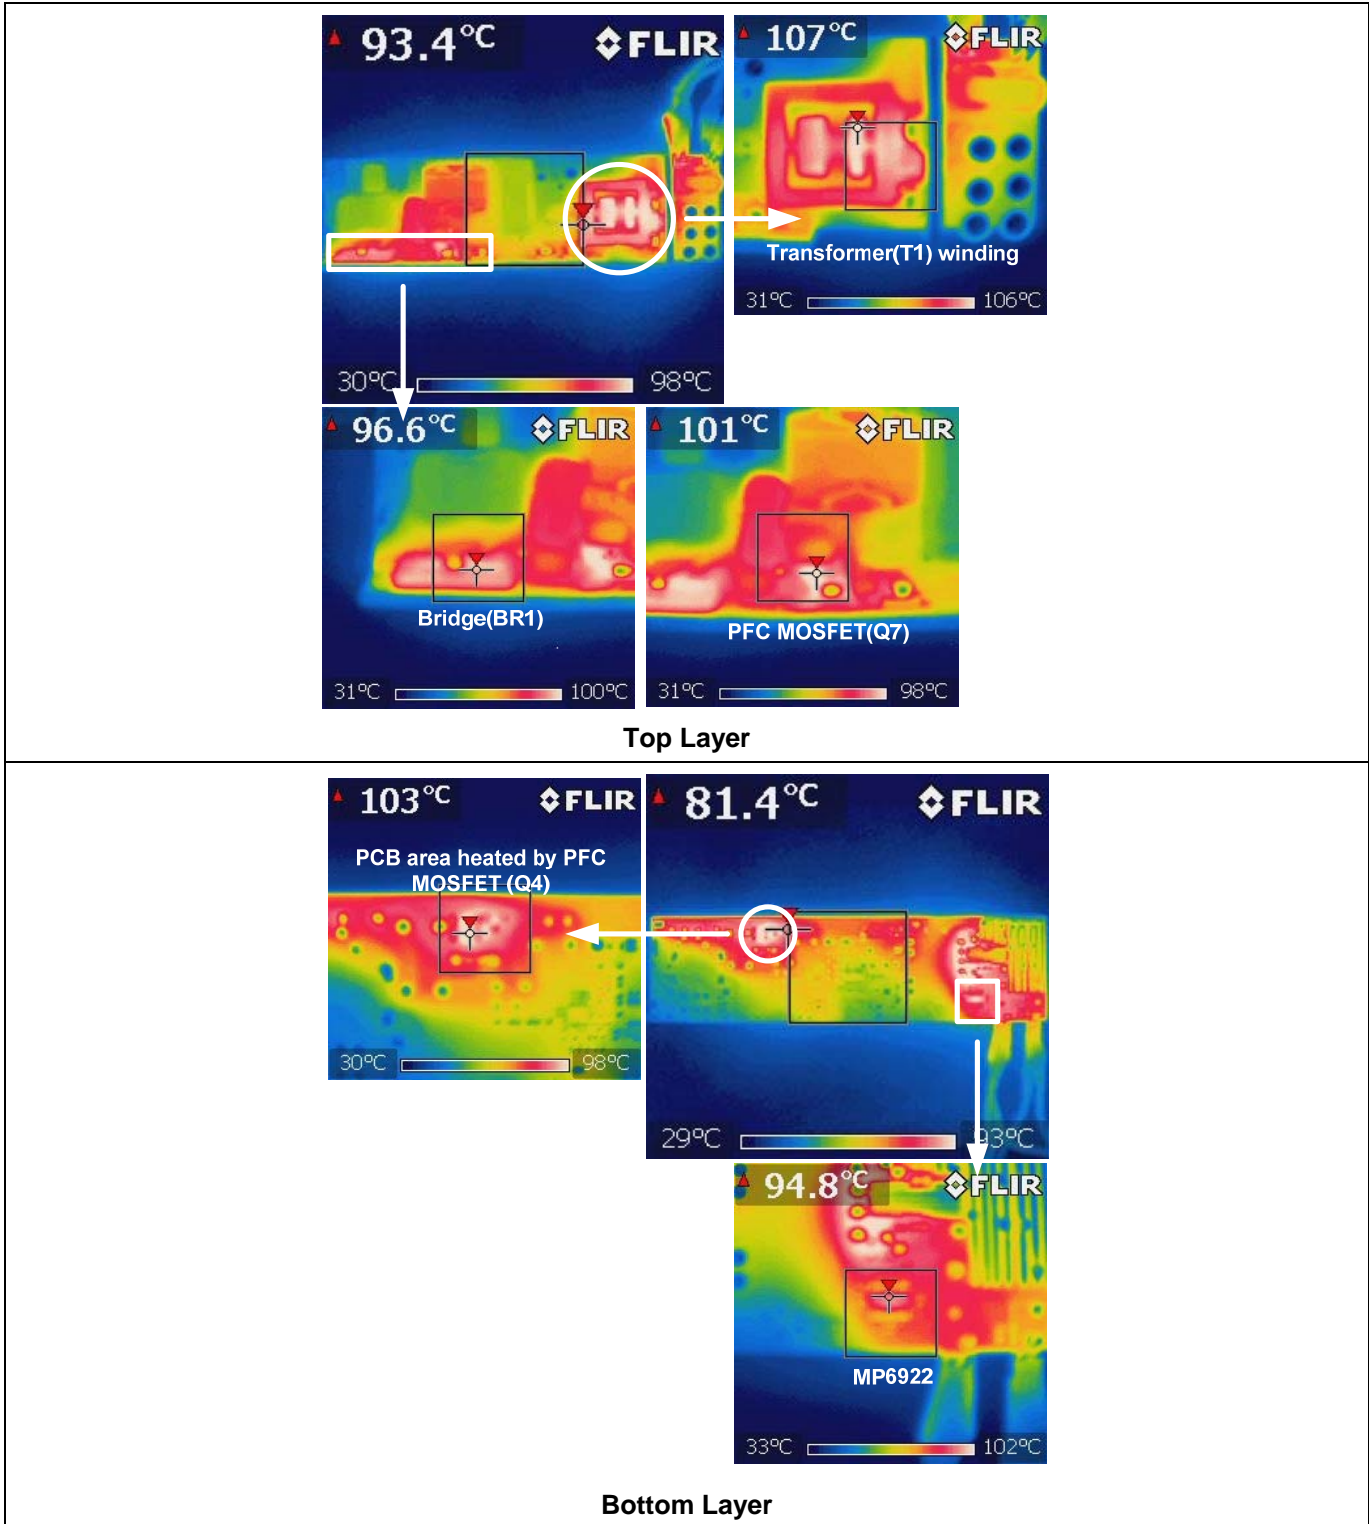 93.4°C
FLIR
30°C
98°C
107°C
FLIR
Transformer(T1) winding
31°C
106°C
96.6°C
FLIR
Bridge(BR1)
31°C
100°C
101°C
FLIR
PFC MOSFET(Q7)
31°C
98°C
Top Layer
103°C
FLIR
PCB area heated by PFC
MOSFET (Q4)
30°C
98°C
81.4°C
FLIR
29°C
93°C
94.8°C
FLIR
MP6922
33°C
102°C
Bottom Layer